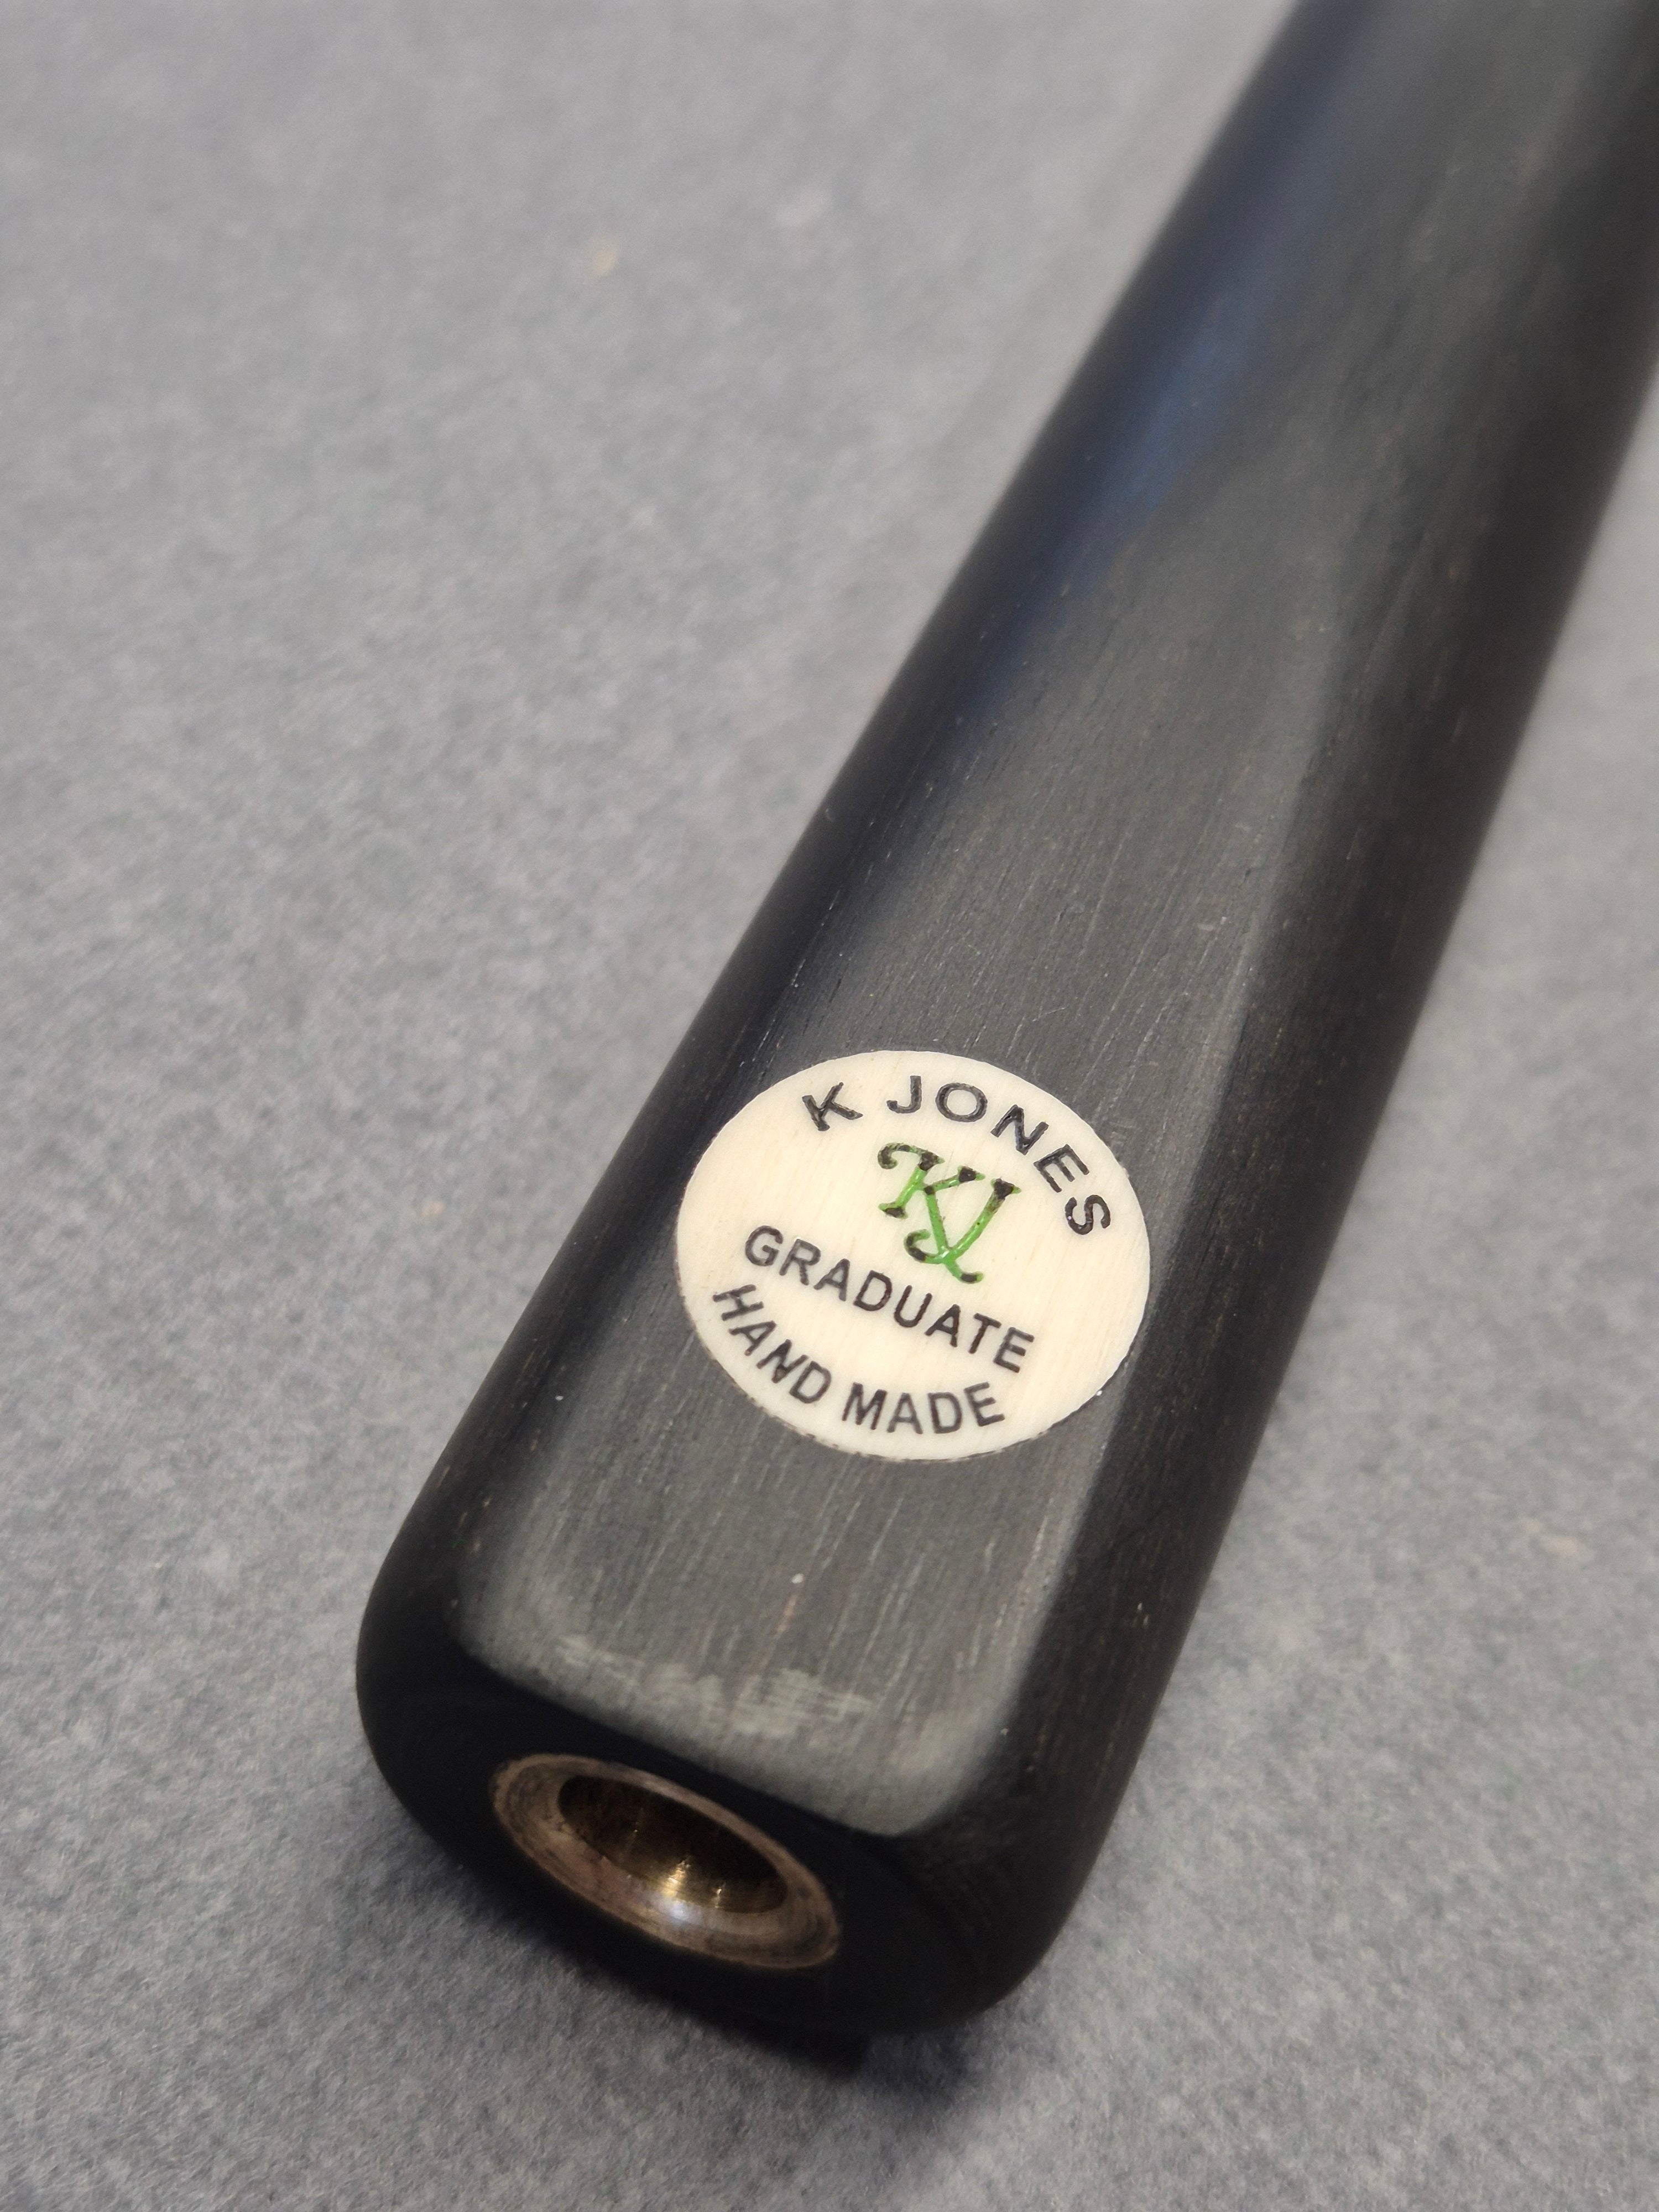 K JONES
KJ
GRADUATE
HAND MADE